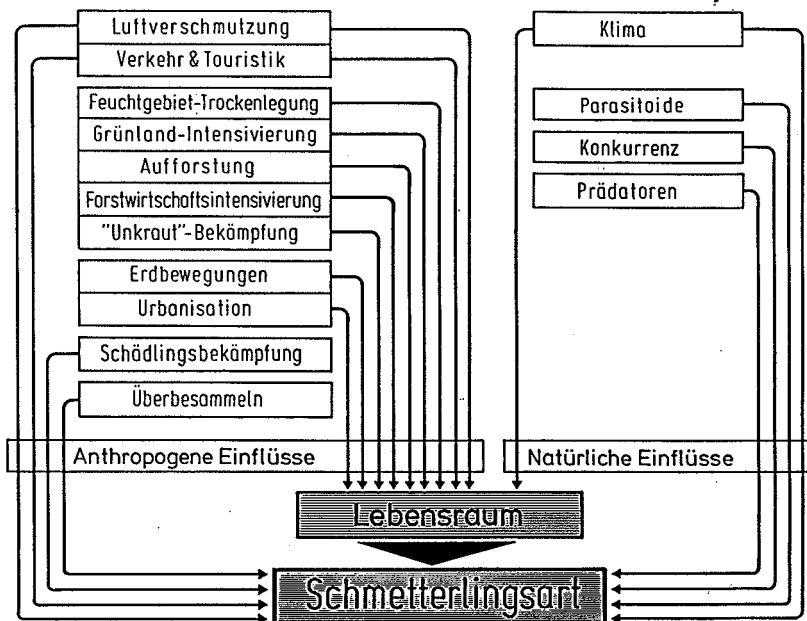 Luftverschmutzung
Verkehr & Touristik
Feuchtgebiet-Trockenlegung
Grünland-Intensivierung
Aufforstung
Forstwirtschaftsintensivierung
"Unkraut"-Bekämpfung
Erdbewegungen
Urbanisation
Schädlingsbekämpfung
Überbesammeln
Klima
Parasitoide
Konkurrenz
Prädatoren
Anthropogene Einflüsse
Natürliche Einflüsse
Lebensraum
Schmetterlingsart